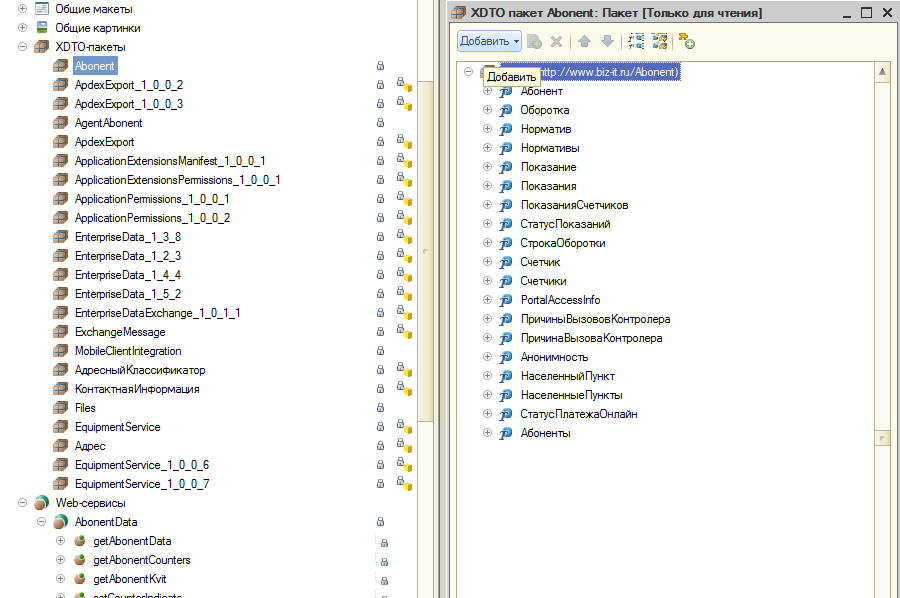 Общие макеты
Общие картинки
XDTO-пакеты
Abonent
ApdexExport_1_0_0_2
ApdexExport_1_0_0_3
AgentAbonent
ApdexExport
ApplicationExtensionsManifest_1_0_0_1
ApplicationExtensionsPermissions_1_0_0_1
ApplicationPermissions_1_0_0_1
ApplicationPermissions_1_0_0_2
EnterpriseData_1_3_8
EnterpriseData_1_2_3
EnterpriseData_1_4_4
EnterpriseData_1_5_2
EnterpriseDataExchange_1_0_1_1
ExchangeMessage
MobileClientIntegration
АдресныйКлассификатор
КонтактнаяИнформация
Files
EquipmentService
Адрес
EquipmentService_1_0_0_6
EquipmentService_1_0_0_7
Web-сервисы
AbonentData
getAbonentData
getAbonentCounters
getAbonentKvit
setCounterIndicate
XDTO пакет Abonent: Пакет [Только для чтения]
Добавить
http://www.biz-it.ru/Abonent)
Добавить
Абонент
Оборотка
Норматив
Нормативы
Показание
Показания
ПоказанияСчетчиков
СтатусПоказаний
СтрокаОборотки
Счетчик
Счетчики
PortalAccessInfo
ПричиныВызововКонтролера
ПричинаВызоваКонтролера
Анонимность
НаселенныйПункт
НаселенныеПункты
СтатусПлатежаОнлайн
Абоненты